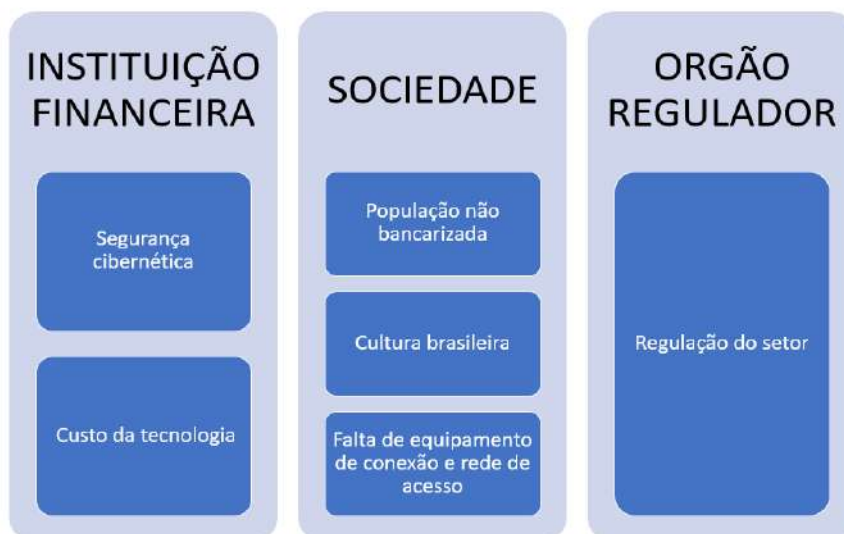 INSTITUIÇÃO
FINANCEIRA
Segurança
cibernética
Custo da tecnologia
SOCIEDADE
População não
bancarizada
Cultura brasileira
Falta de equipamento
de conexão e rede de
acesso
ORGÃO
REGULADOR
Regulação do setor